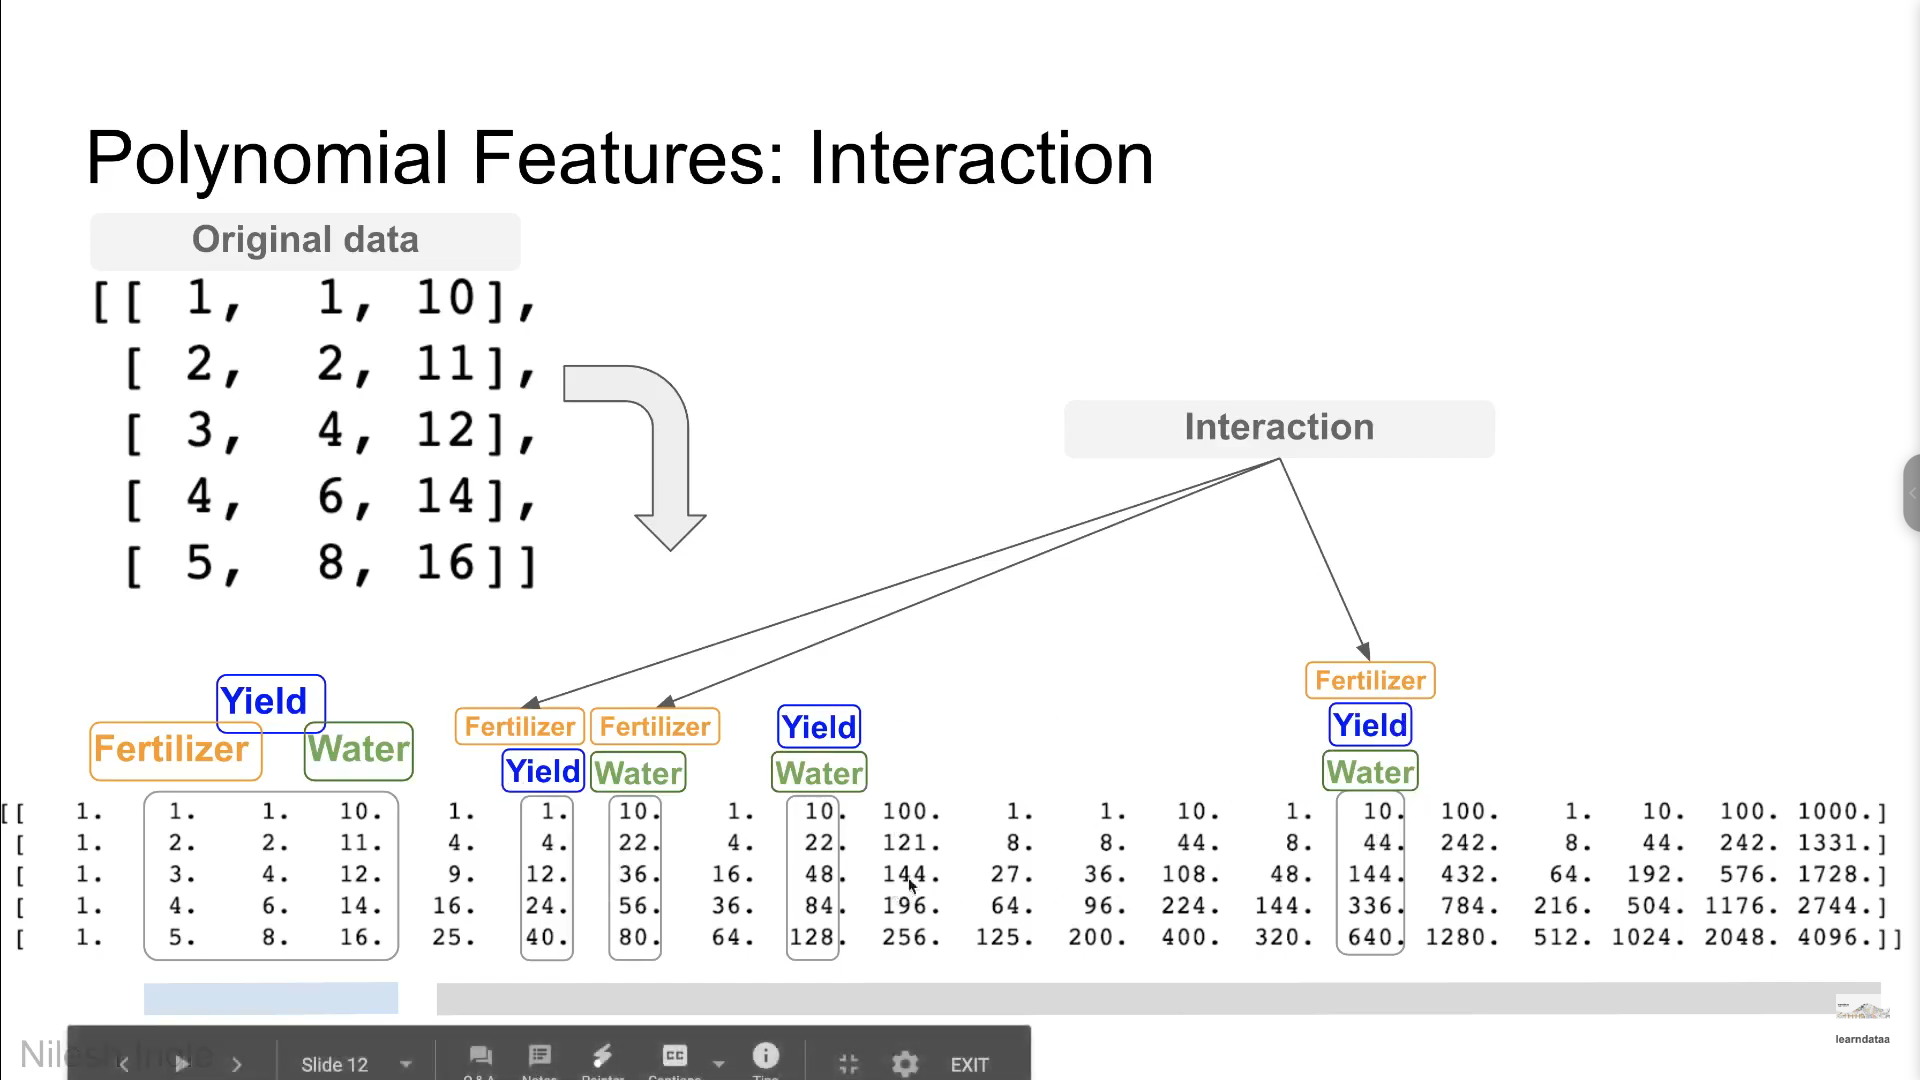 Polynomial Features: Interaction
Original data
[[ 1, 1, 10],
[ 2, 2, 11],
[ 3, 4, 12],
[ 4, 6, 14],
[ 5, 8, 16]]
Interaction
Yield
Fertilizer Water
Fertilizer
Yield
Fertilizer
Water
Yield
Water
Fertilizer
Yield
Water
[[ 1. 1. 1. 10. 1. 1. 10. 1. 10. 100. 1. 1. 10. 1. 10. 100. 1. 10. 100. 1000.]
[ 1. 2. 2. 11. 4. 4. 22. 4. 22. 121. 8. 8. 44. 8. 44. 242. 8. 44. 242. 1331.]
[ 1. 3. 4. 12. 9. 12. 36. 16. 48. 144. 27. 36. 108. 48. 144. 432. 64. 192. 576. 1728.]
[ 1. 4. 6. 14. 16. 24. 56. 36. 84. 196. 64. 96. 224. 144. 336. 784. 216. 504. 1176. 2744.]
[ 1. 5. 8. 16. 25. 40. 80. 64. 128. 256. 125. 200. 400. 320. 640. 1280. 512. 1024. 2048. 4096.]]
learndataa
Nilesh Ingle
Slide 12
CC
EXIT